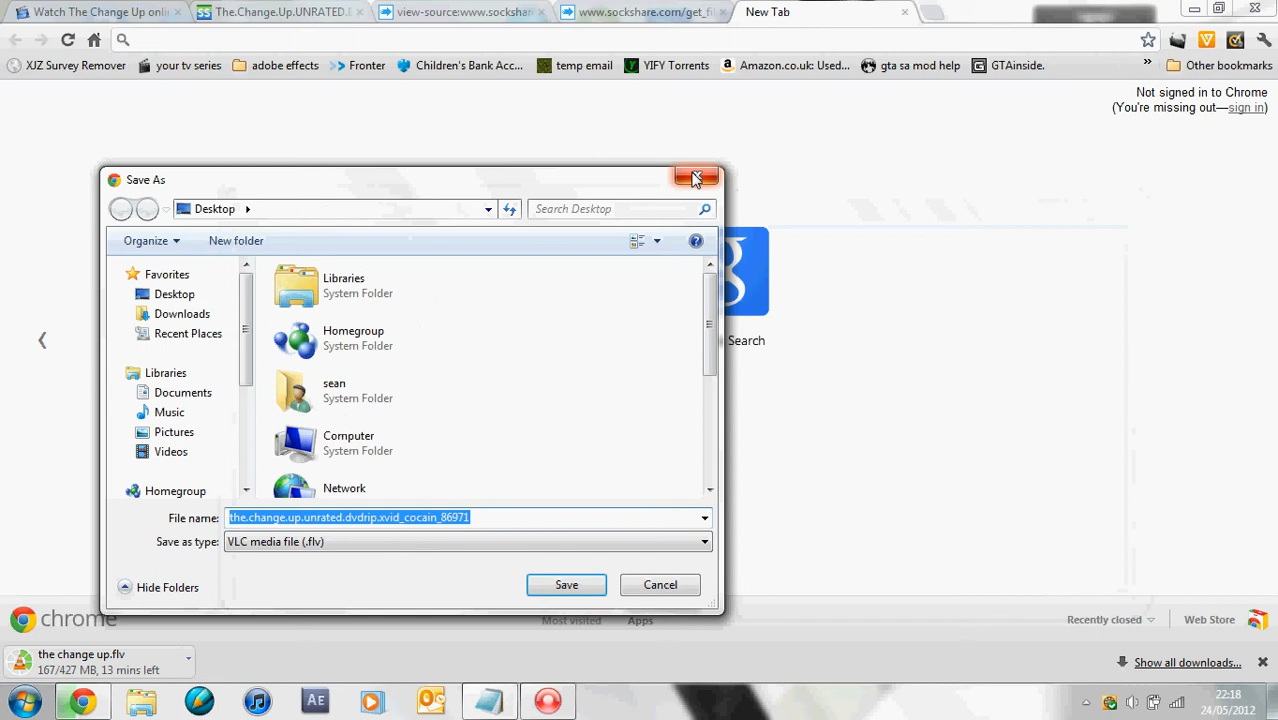 Watch The Change Up onli
The.Change.Up.UNRATED.D
view-source:www.sockshare
www.sockshare.com/get_fil
New Tab
XJZ Survey Remover
your tv series
adobe effects
Fronter
Children's Bank Acc...
temp email
YIFY Torrents
Amazon.co.uk: Used...
gta sa mod help
GTAinside.
»
Other bookmarks
Not signed in to Chrome
(You're missing out—sign in)
Save As
Desktop
Search Desktop
Organize
New folder
Favorites
Desktop
Downloads
Recent Places
Libraries
Documents
Music
Pictures
Videos
Homegroup
Libraries
System Folder
Homegroup
System Folder
sean
System Folder
Computer
System Folder
Network
Search
File name:
the.change.up.unrated.dvdrip.xvid_cocain_86971
Save as type:
VLC media file (.flv)
Hide Folders
Save
Cancel
chrome
Most visited
Apps
Recently closed
Web Store
the change up.flv
167/427 MB, 13 mins left
Show all downloads...
Ae
22:18
24/05/2012